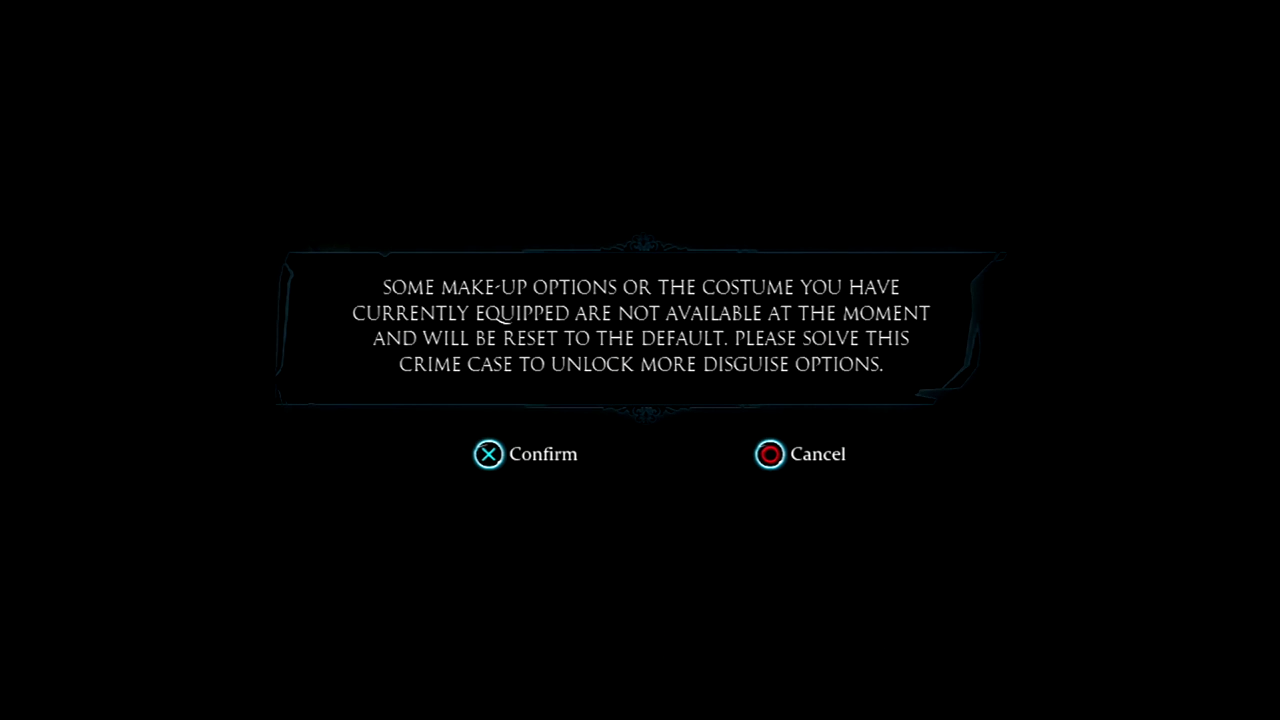 SOME MAKE-UP OPTIONS OR THE COSTUME YOU HAVE
CURRENTLY EQUIPPED ARE NOT AVAILABLE AT THE MOMENT
AND WILL BE RESET TO THE DEFAULT. PLEASE SOLVE THIS
CRIME CASE TO UNLOCK MORE DISGUISE OPTIONS.
Confirm
Cancel